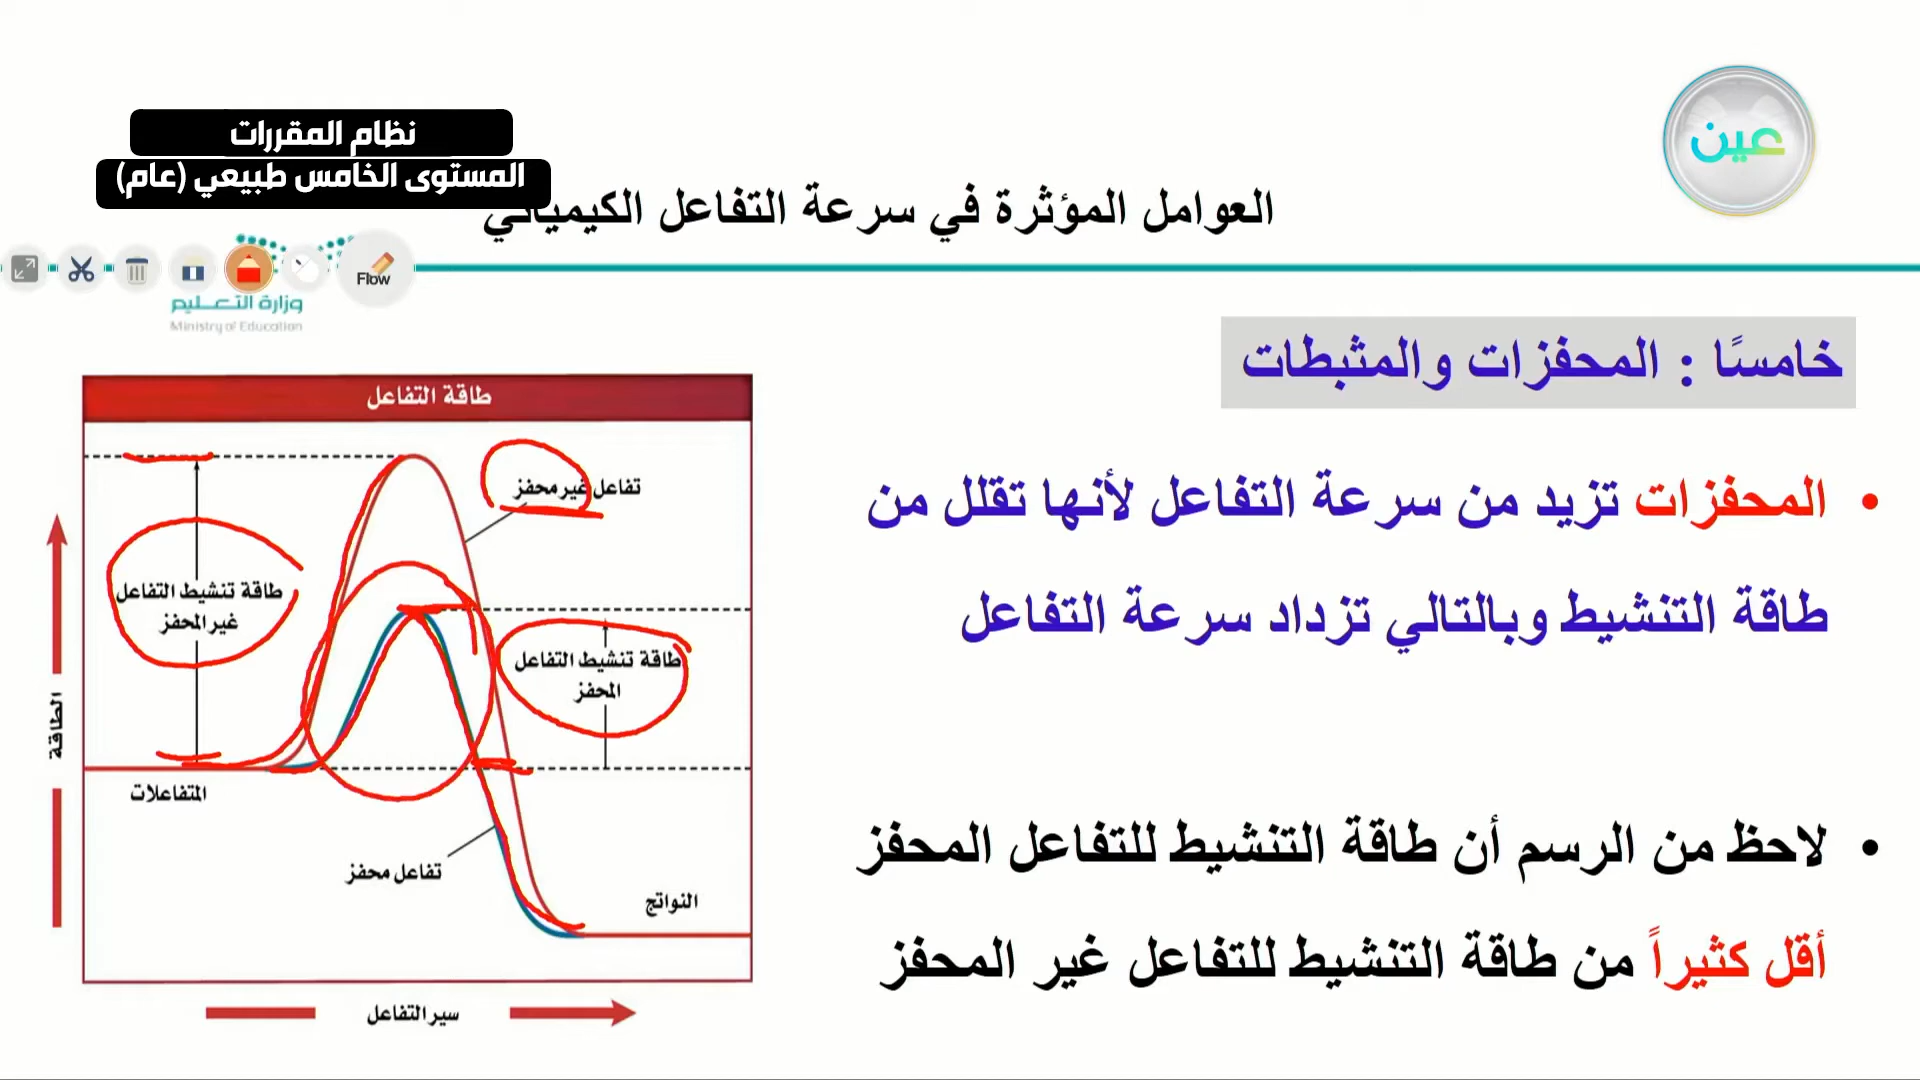 عين
نظام المقررات
المستوى الخامس طبيعي (عام)
العوامل المؤثرة في سرعة التفاعل الكيميائي
Flow
وزارة التعليم
Ministry of Education
خامسًا : المحفزات والمثبطات
• المحفزات تزيد من سرعة التفاعل لأنها تقلل من
طاقة التنشيط وبالتالي تزداد سرعة التفاعل
• لاحظ من الرسم أن طاقة التنشيط للتفاعل المحفز
أقل كثيراً من طاقة التنشيط للتفاعل غير المحفز
طاقة التفاعل
تفاعل غير محفز
طاقة تنشيط التفاعل
غير المحفز
طاقة تنشيط التفاعل
المحفز
الطاقة
المتفاعلات
تفاعل محفز
النواتج
سير التفاعل